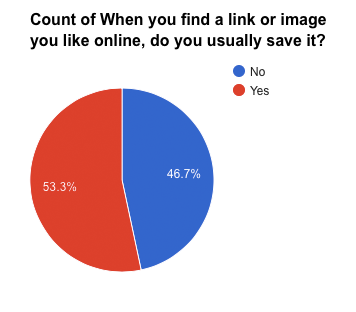 Count of When you find a link or image
you like online, do you usually save it?
No
Yes
53.3%
46.7%